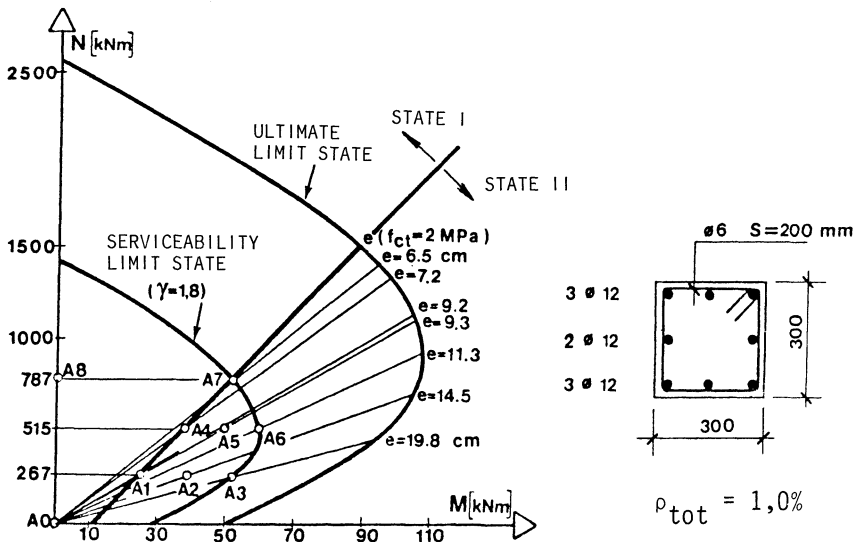 N [kNm]
2500
ULTIMATE
LIMIT STATE
STATE I
STATE II
1500
e(fct=2 MPa)
SERVICEABILITY
LIMIT STATE
(γ=1,8)
e=6.5 cm
e=7.2
e=9.2
e=9.3
e=11.3
e=14.5
e=19.8 cm
1000
787
515
267
A8
A7
A4
A5
A6
A1
A2
A3
A0
M [kNm]
10
30
50
70
90
110
ø6 S=200 mm
3 ø 12
2 ø 12
3 ø 12
300
300
ρtot = 1,0%